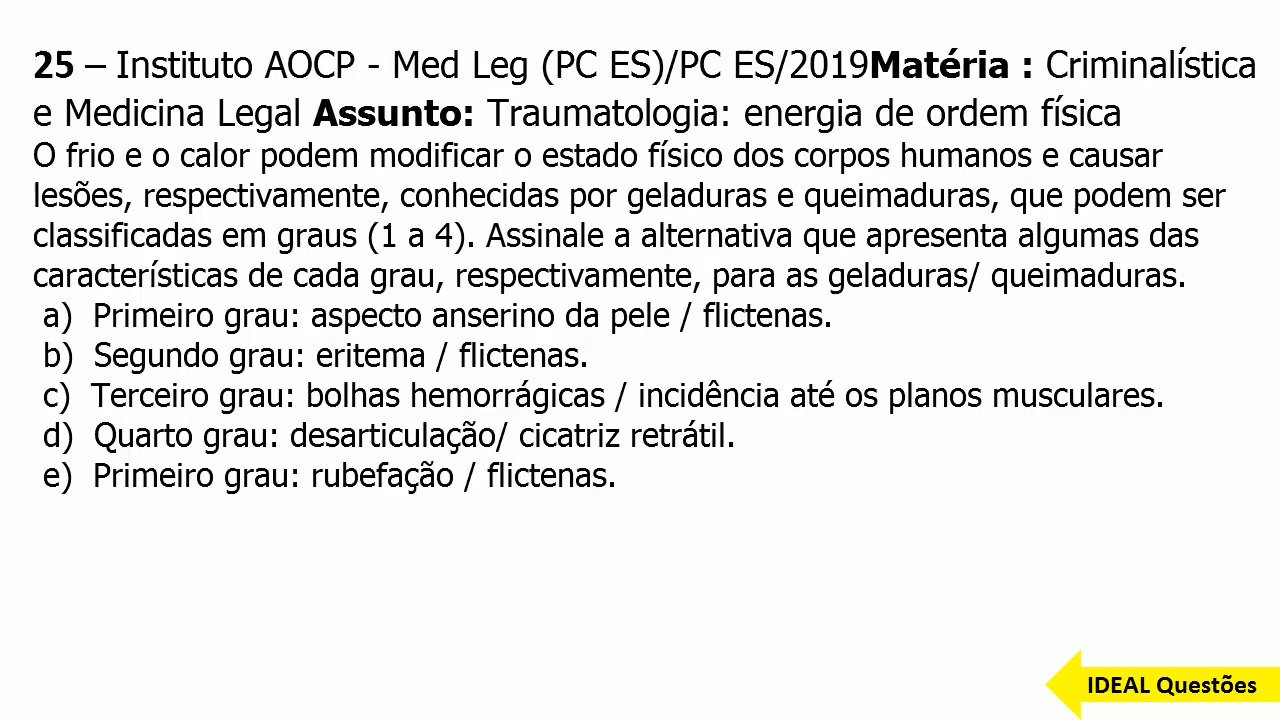 25 – Instituto AOCP - Med Leg (PC ES)/PC ES/2019Matéria : Criminalística
e Medicina Legal Assunto: Traumatologia: energia de ordem física
O frio e o calor podem modificar o estado físico dos corpos humanos e causar
lesões, respectivamente, conhecidas por geladuras e queimaduras, que podem ser
classificadas em graus (1 a 4). Assinale a alternativa que apresenta algumas das
características de cada grau, respectivamente, para as geladuras/ queimaduras.
a) Primeiro grau: aspecto anserino da pele / flictenas.
b) Segundo grau: eritema / flictenas.
c) Terceiro grau: bolhas hemorrágicas / incidência até os planos musculares.
d) Quarto grau: desarticulação/ cicatriz retrátil.
e) Primeiro grau: rubefação / flictenas.
IDEAL Questões